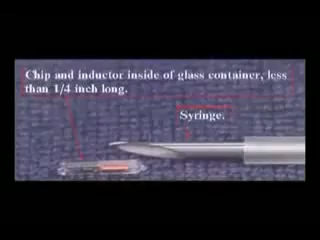 Chip and inductor inside of glass container, less
than 1/4 inch long.
Syringe.